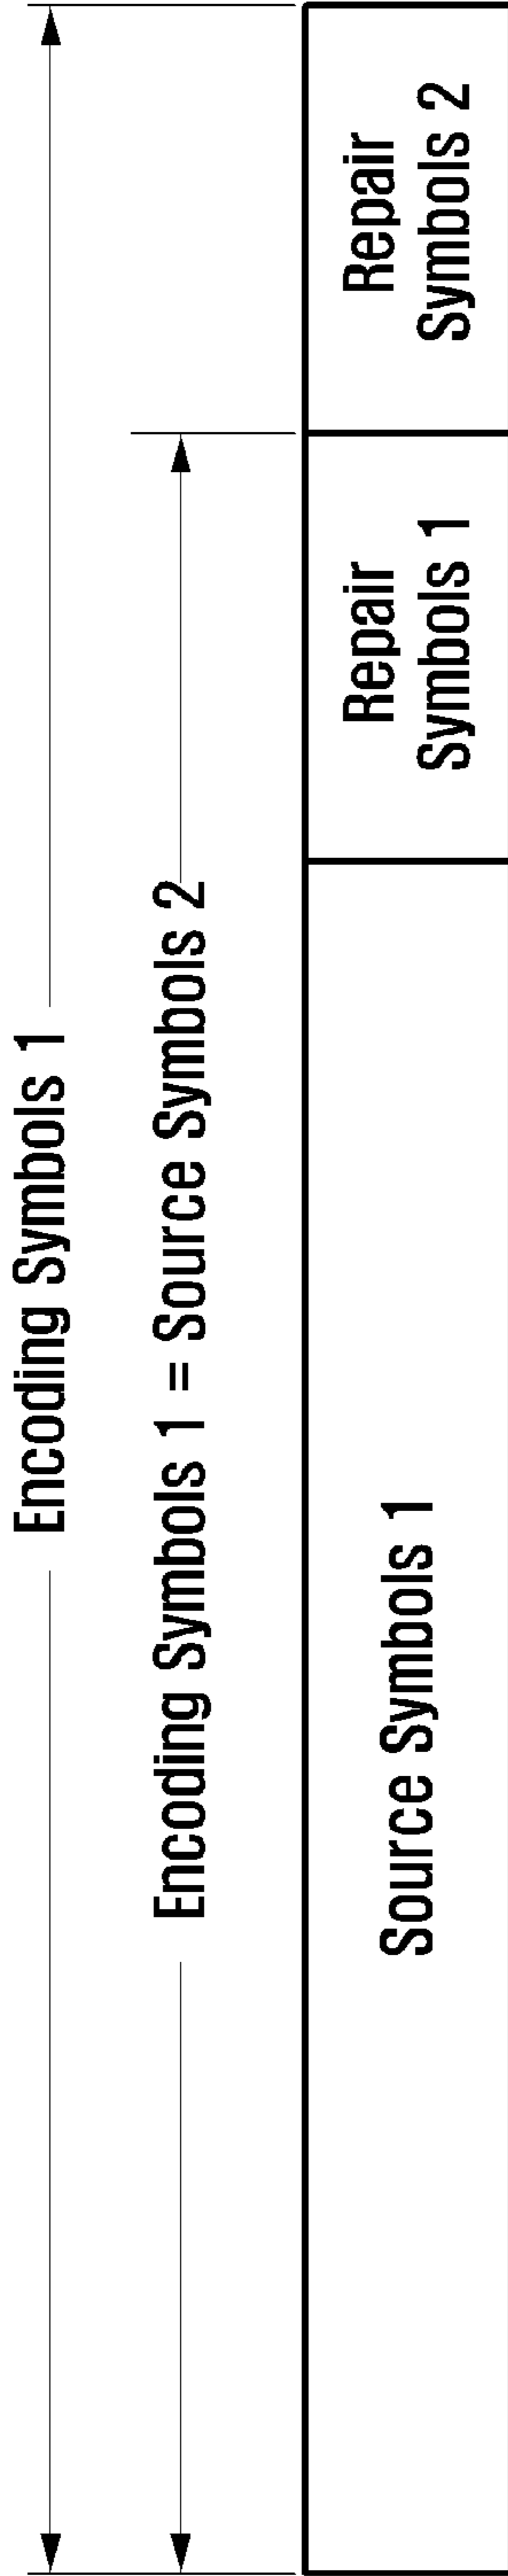 Encoding Symbols 1
Encoding Symbols 1 = Source Symbols 2
Source Symbols 1
Repair
Symbols 1
Repair
Symbols 2